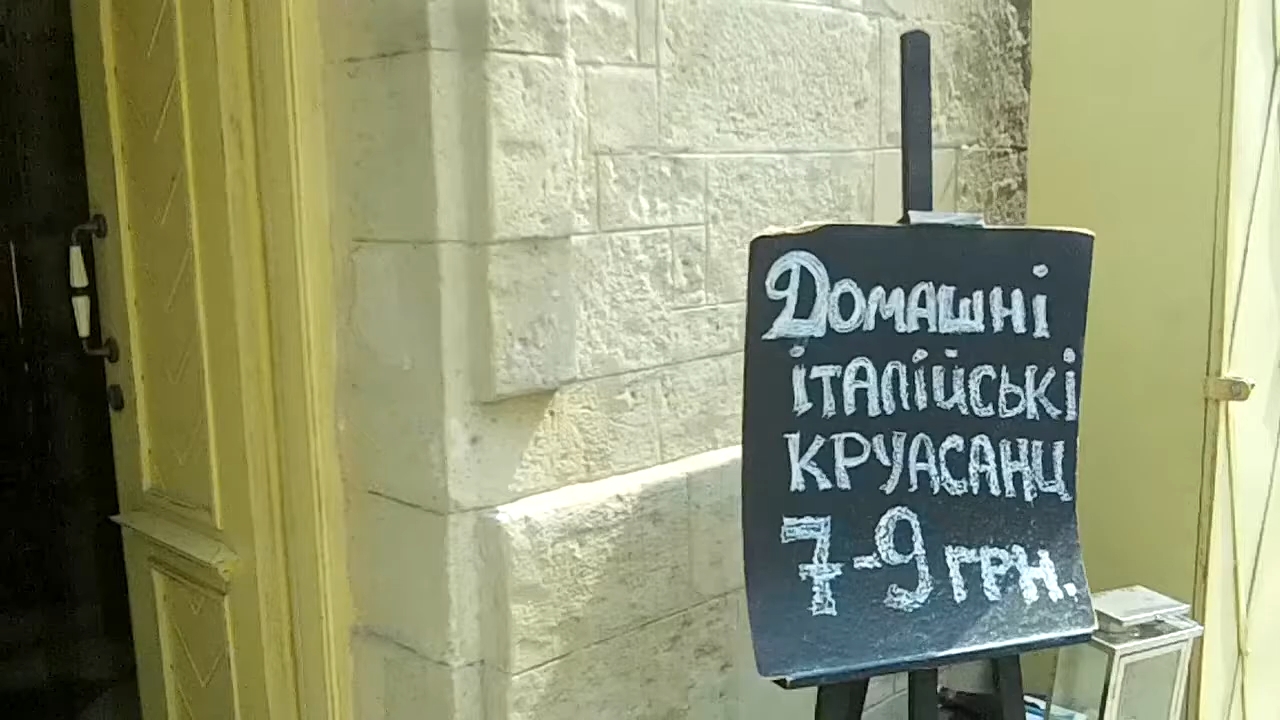 Домашні
італійські
круасани
7-9 грн.